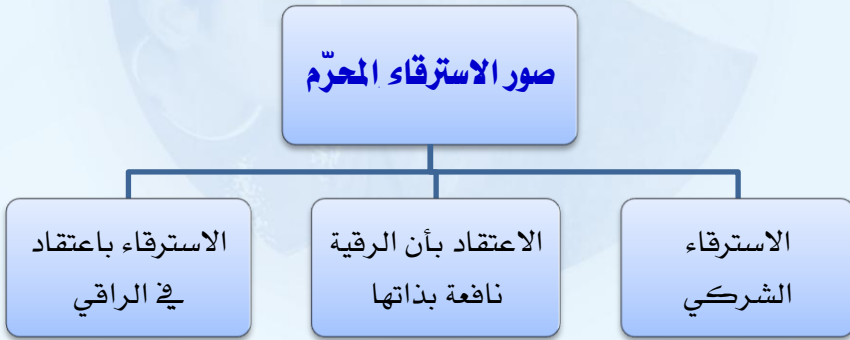 صور الاسترقاء المحرّم
الاسترقاء
الشركي
الاعتقاد بأن الرقية
نافعة بذاتها
الاسترقاء باعتقاد
في الراقي